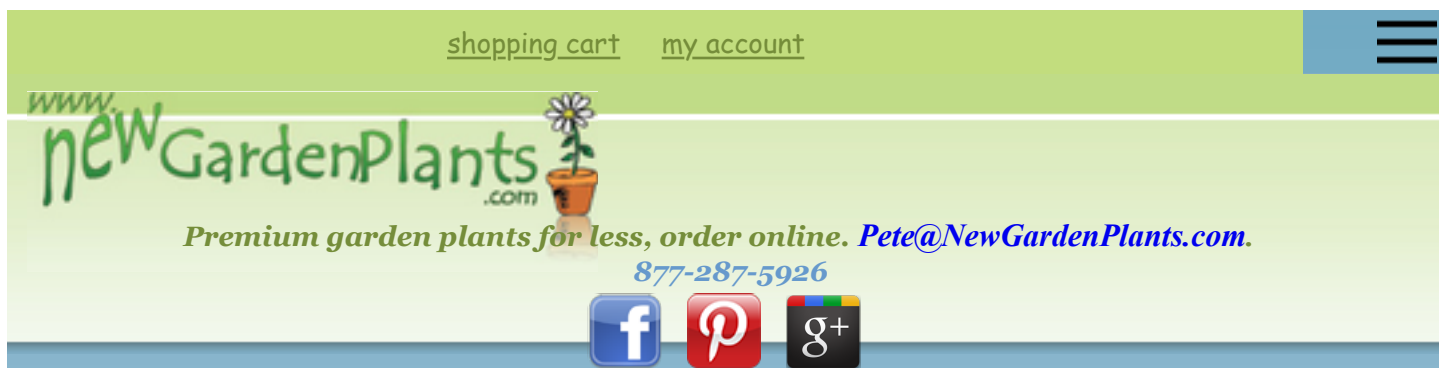 shopping cart my account
www.
newGardenPlants
.com
Premium garden plants for less, order online. Pete@NewGardenPlants.com.
877-287-5926
f p g+